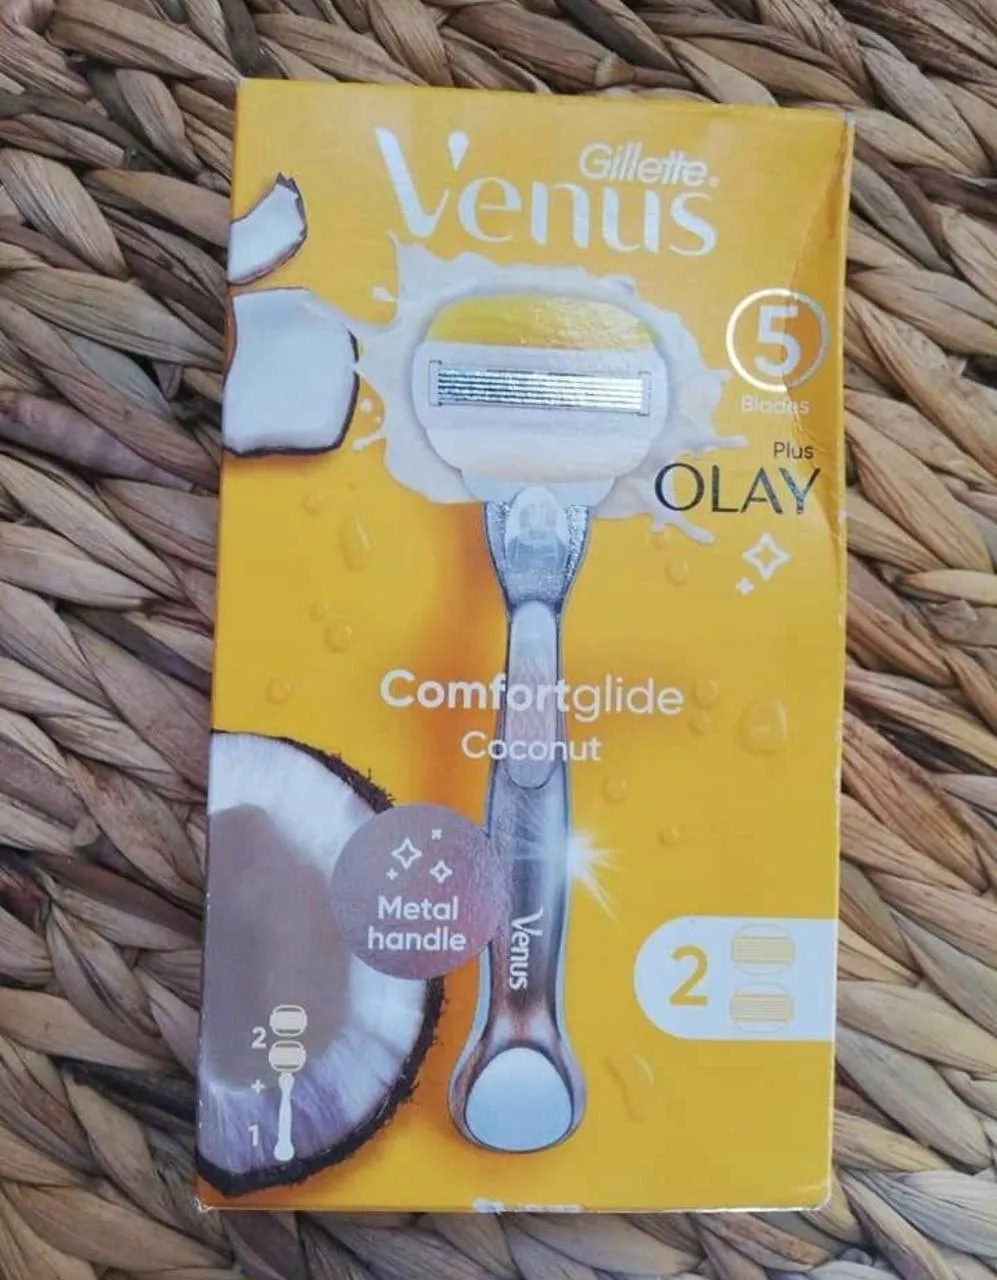 Gillette
Venus
5
Blades
Plus
OLAY
Comfortglide
Coconut
Metal
handle
Venus
2
2
+
1